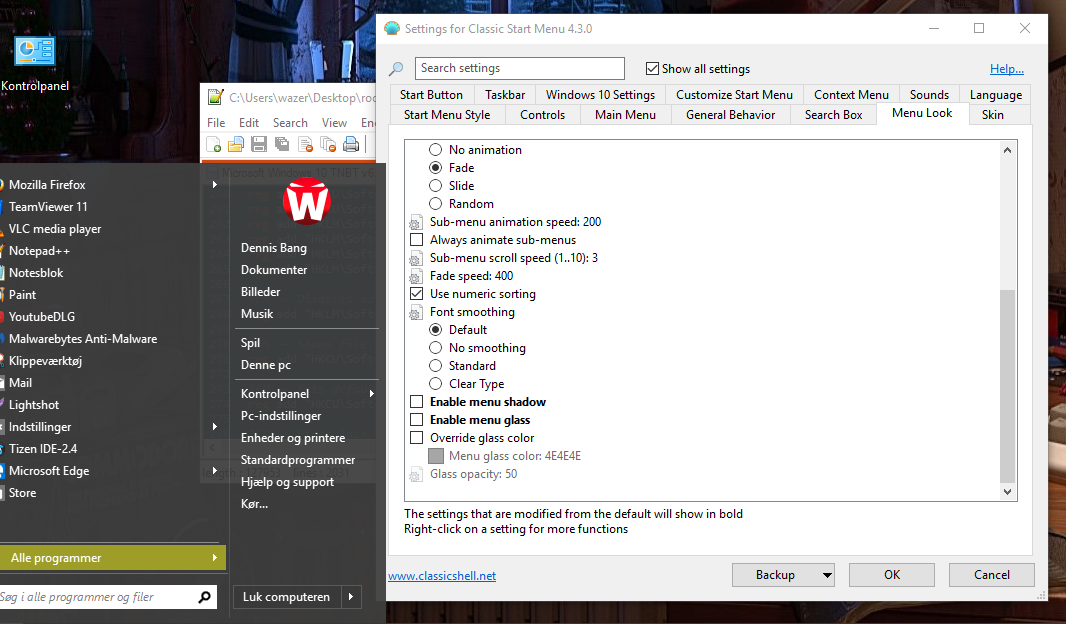 Kontrolpanel
C:\Users\wazer\Desktop\roo
File Edit Search View En
Mozilla Firefox
TeamViewer 11
VLC media player
Notepad++
Notesblok
Paint
YoutubeDLG
Malwarebytes Anti-Malware
Klippeværktøj
Mail
Lightshot
Indstillinger
Tizen IDE-2.4
Microsoft Edge
Store
Alle programmer
Søg i alle programmer og filer
W
Dennis Bang
Dokumenter
Billeder
Musik
Spil
Denne pc
Kontrolpanel
Pc-indstillinger
Enheder og printere
Standardprogrammer
Hjælp og support
Kør...
Luk computeren
Settings for Classic Start Menu 4.3.0
Search settings
Show all settings
Help...
Start Button Taskbar Windows 10 Settings Customize Start Menu Context Menu Sounds Language
Start Menu Style Controls Main Menu General Behavior Search Box Menu Look Skin
No animation
Fade
Slide
Random
Sub-menu animation speed: 200
Always animate sub-menus
Sub-menu scroll speed (1..10): 3
Fade speed: 400
Use numeric sorting
Font smoothing
Default
No smoothing
Standard
Clear Type
Enable menu shadow
Enable menu glass
Override glass color
Menu glass color: 4E4E4E
Glass opacity: 50
The settings that are modified from the default will show in bold
Right-click on a setting for more functions
www.classicshell.net
Backup
OK
Cancel